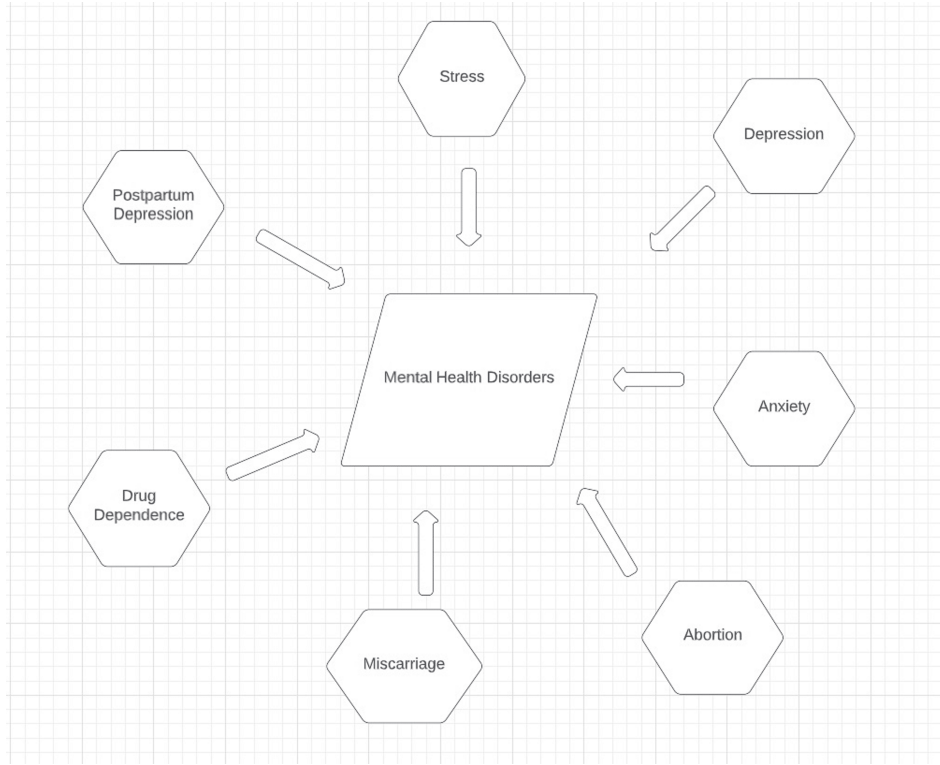 Stress
Depression
Postpartum
Depression
Mental Health Disorders
Anxiety
Drug
Dependence
Abortion
Miscarriage